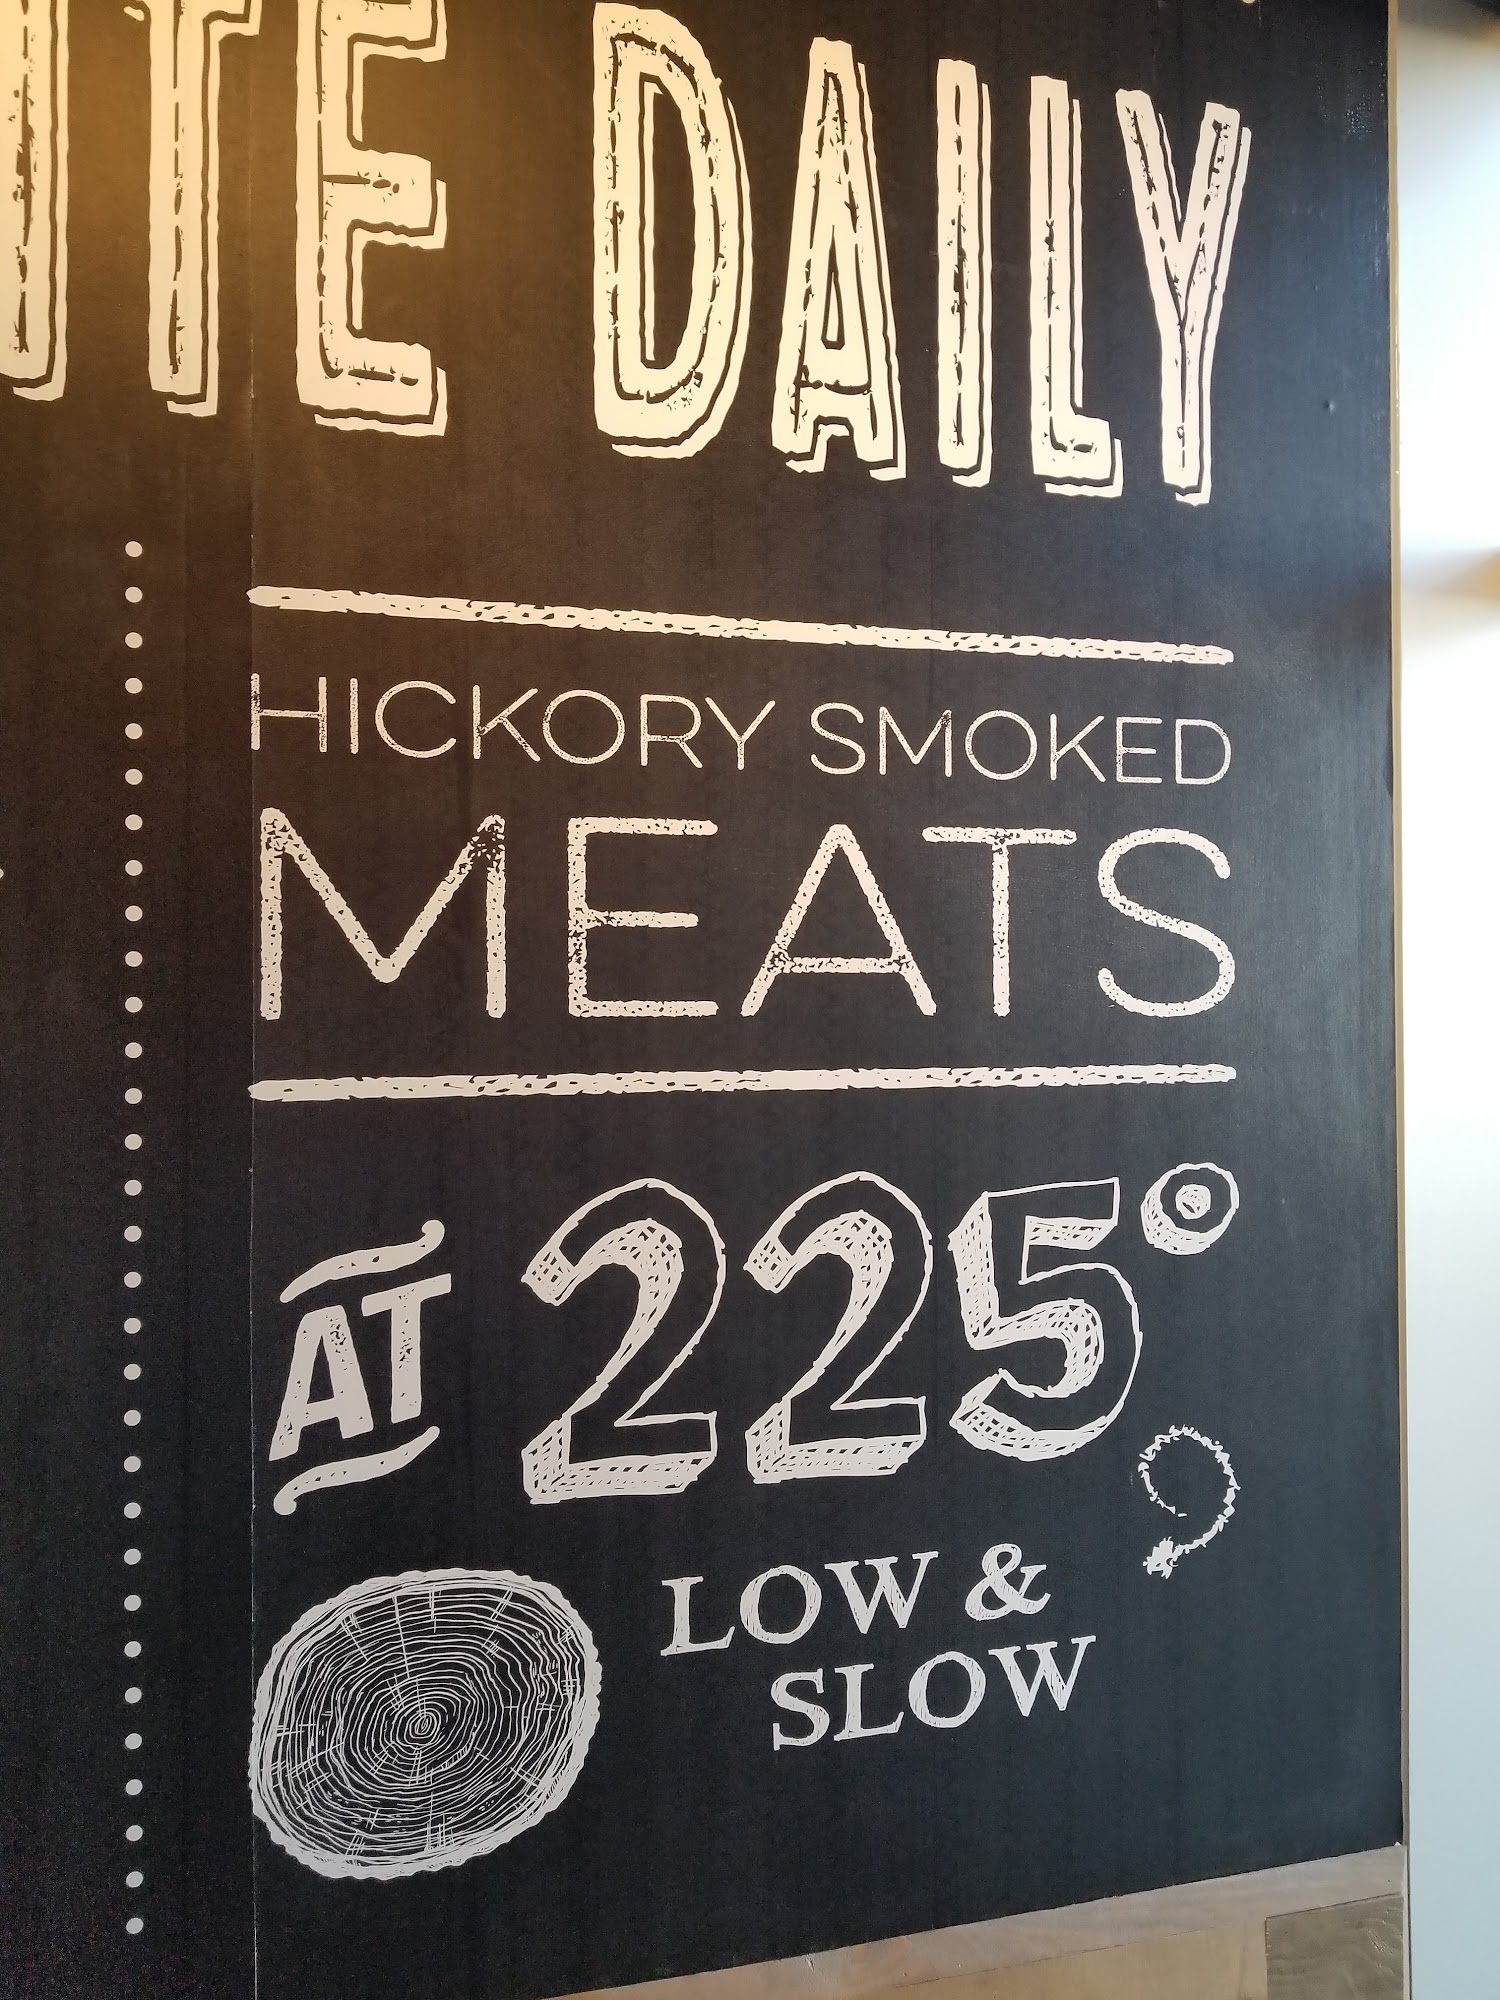 DAILY
HICKORY SMOKED
MEATS
AT 225°
LOW &
SLOW